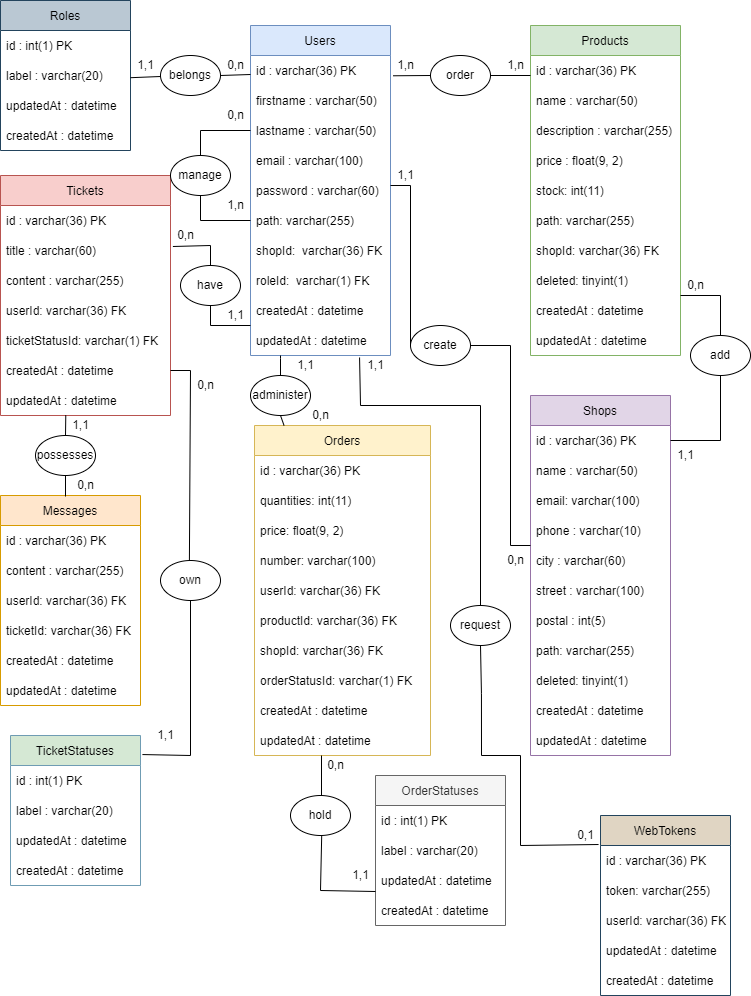 Roles
id : int(1) PK
label : varchar(20)
updatedAt : datetime
createdAt : datetime
1,1
belongs
0,n
Users
id : varchar(36) PK
firstname : varchar(50)
lastname : varchar(50)
email : varchar(100)
password : varchar(60)
path: varchar(255)
shopId:  varchar(36) FK
roleId:  varchar(1) FK
createdAt : datetime
updatedAt : datetime
1,n
order
1,n
Products
id : varchar(36) PK
name : varchar(50)
description : varchar(255)
price : float(9, 2)
stock: int(11)
path: varchar(255)
shopId: varchar(36) FK
deleted: tinyint(1)
createdAt : datetime
updatedAt : datetime
0,n
manage
1,n
Tickets
id : varchar(36) PK
title : varchar(60)
content : varchar(255)
userId: varchar(36) FK
ticketStatusId: varchar(1) FK
createdAt : datetime
updatedAt : datetime
0,n
have
1,1
1,1
create
0,n
0,n
add
1,1
1,1
administer
0,n
1,1
request
0,1
1,1
possesses
0,n
0,n
own
1,1
Messages
id : varchar(36) PK
content : varchar(255)
userId: varchar(36) FK
ticketId: varchar(36) FK
createdAt : datetime
updatedAt : datetime
Orders
id : varchar(36) PK
quantities: int(11)
price: float(9, 2)
number: varchar(100)
userId: varchar(36) FK
productId: varchar(36) FK
shopId: varchar(36) FK
orderStatusId: varchar(1) FK
createdAt : datetime
updatedAt : datetime
Shops
id : varchar(36) PK
name : varchar(50)
email: varchar(100)
phone : varchar(10)
city : varchar(60)
street : varchar(100)
postal : int(5)
path: varchar(255)
deleted: tinyint(1)
createdAt : datetime
updatedAt : datetime
TicketStatuses
id : int(1) PK
label : varchar(20)
updatedAt : datetime
createdAt : datetime
0,n
hold
1,1
OrderStatuses
id : int(1) PK
label : varchar(20)
updatedAt : datetime
createdAt : datetime
WebTokens
id : varchar(36) PK
token: varchar(255)
userId: varchar(36) FK
updatedAt : datetime
createdAt : datetime